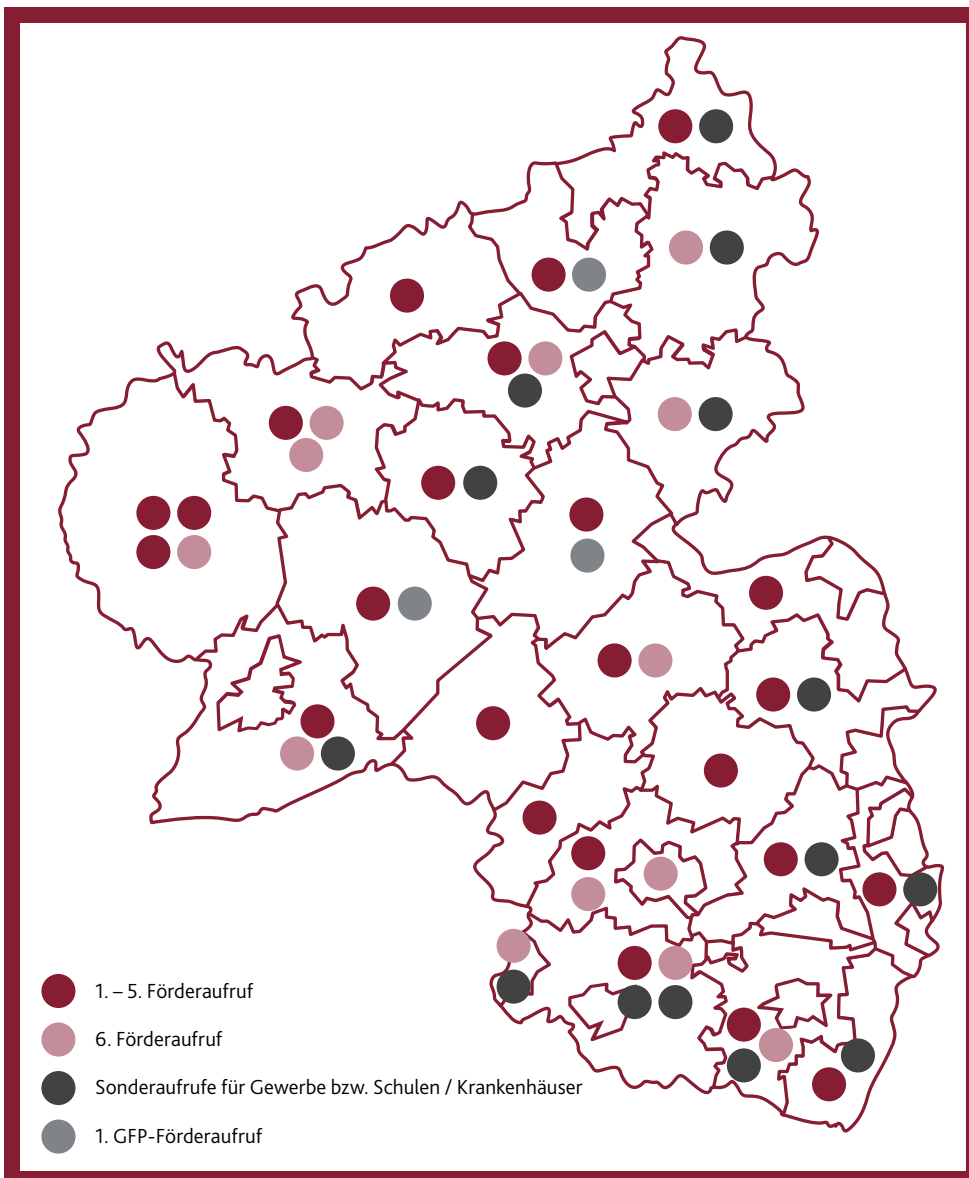 1. – 5. Förderaufruf
6. Förderaufruf
Sonderaufrufe für Gewerbe bzw. Schulen / Krankenhäuser
1. GFP-Förderaufruf